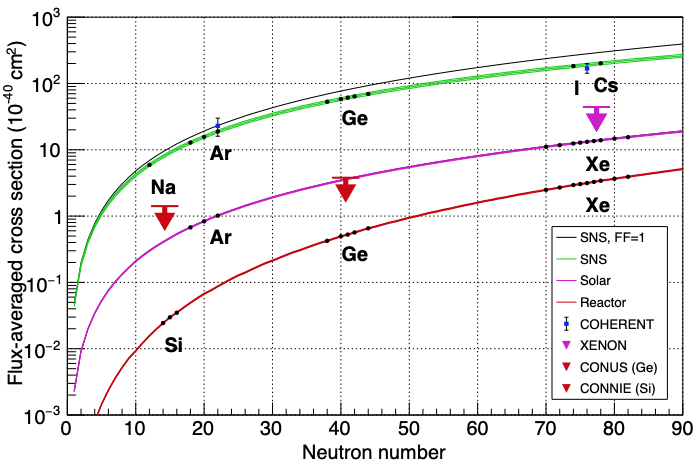 Flux-averaged cross section (10⁻⁴⁰ cm²)
10³
10²
10
1
10⁻¹
10⁻²
10⁻³
0 10 20 30 40 50 60 70 80 90
Neutron number
I Cs
Ge
Ar
Na
Xe
Ar
Xe
Ge
Si
SNS, FF=1
SNS
Solar
Reactor
COHERENT
XENON
CONUS (Ge)
CONNIE (Si)